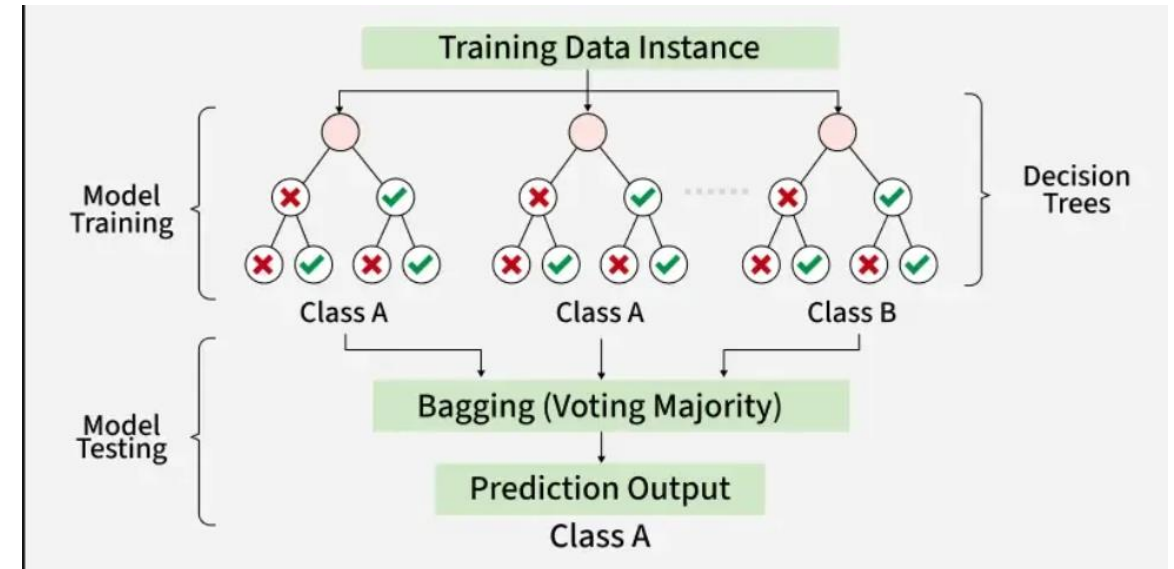 Training Data Instance
Model
Training
Decision
Trees
Class A
Class A
Class B
Model
Testing
Bagging (Voting Majority)
Prediction Output
Class A